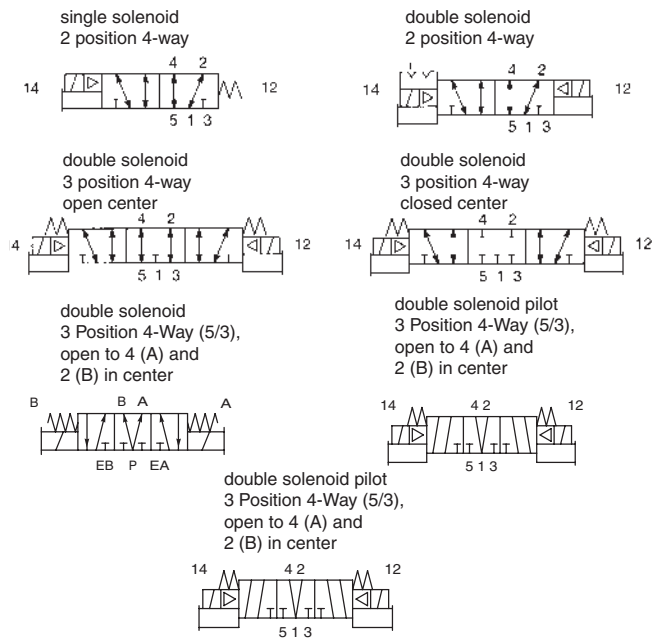 single solenoid
2 position 4-way
14
4 2
12
5 1 3
double solenoid
2 position 4-way
14
4 2
12
5 1 3
double solenoid
3 position 4-way
open center
4
4 2
12
5 1 3
double solenoid
3 position 4-way
closed center
14
4 2
12
5 1 3
double solenoid
3 Position 4-Way (5/3),
open to 4 (A) and
2 (B) in center
B
B A
A
EB P EA
double solenoid pilot
3 Position 4-Way (5/3),
open to 4 (A) and
2 (B) in center
14
4 2
12
5 1 3
double solenoid pilot
3 Position 4-Way (5/3),
open to 4 (A) and
2 (B) in center
14
4 2
12
5 1 3